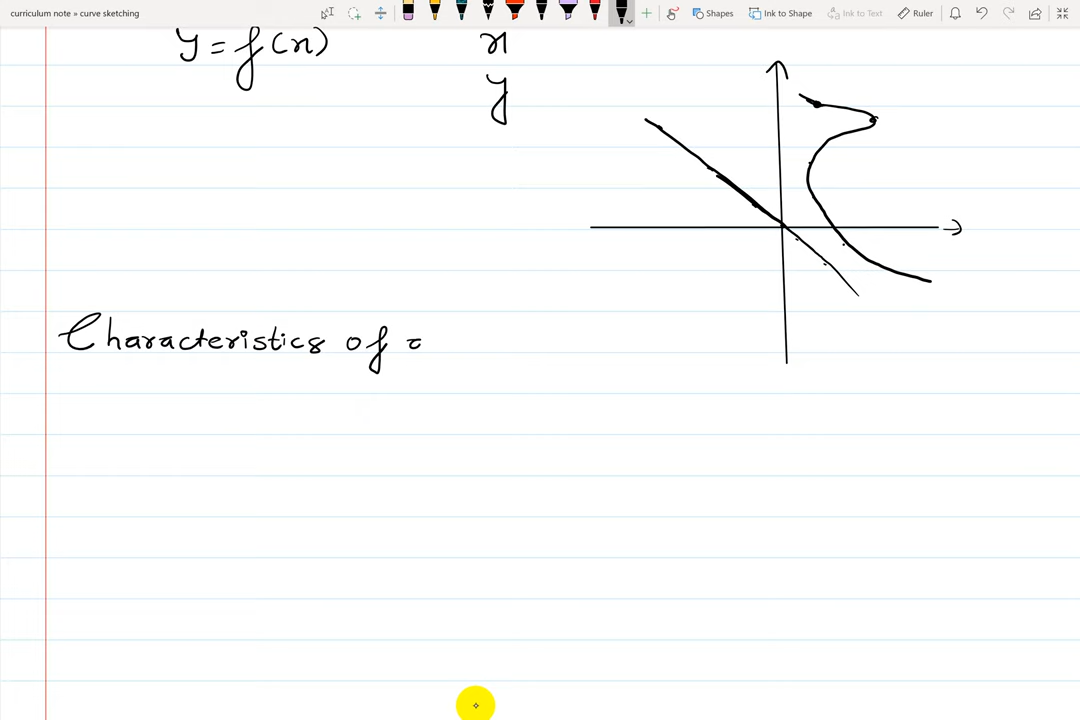 curriculum note » curve sketching
Shapes Ink to Shape Ink to Text Ruler
y = f(x) x
y
Characteristics of